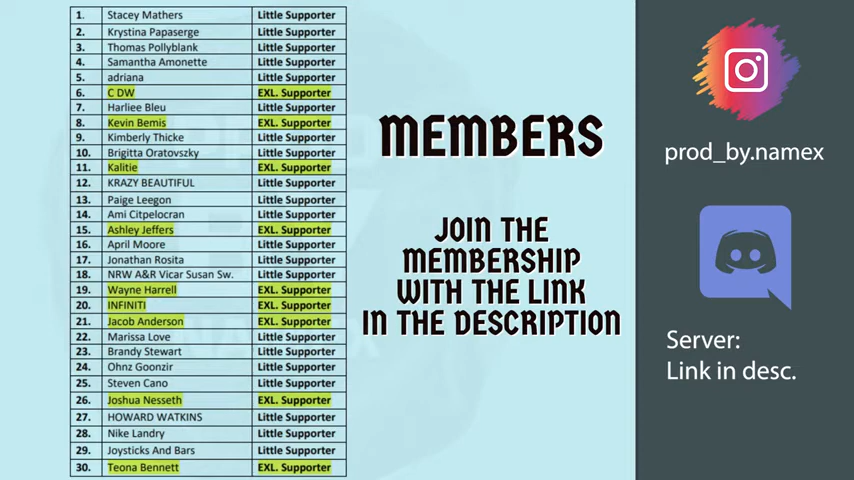 1. Stacey Mathers Little Supporter
2. Krystina Papaserge Little Supporter
3. Thomas Pollyblank Little Supporter
4. Samantha Amonette Little Supporter
5. adriana Little Supporter
6. C DW EXL. Supporter
7. Harliee Bleu Little Supporter
8. Kevin Bemis EXL. Supporter
9. Kimberly Thicke Little Supporter
10. Brigitta Oratovszky Little Supporter
11. Kalitie EXL. Supporter
12. KRAZY BEAUTIFUL Little Supporter
13. Paige Leegon Little Supporter
14. Ami Citpelocran Little Supporter
15. Ashley Jeffers EXL. Supporter
16. April Moore Little Supporter
17. Jonathan Rosita Little Supporter
18. NRW A&R Vicar Susan Sw. Little Supporter
19. Wayne Harrell EXL. Supporter
20. INFINITI EXL. Supporter
21. Jacob Anderson EXL. Supporter
22. Marissa Love Little Supporter
23. Brandy Stewart Little Supporter
24. Ohnz Goonzir Little Supporter
25. Steven Cano Little Supporter
26. Joshua Nesseth EXL. Supporter
27. HOWARD WATKINS Little Supporter
28. Nike Landry Little Supporter
29. Joysticks And Bars Little Supporter
30. Teona Bennett EXL. Supporter
MEMBERS
JOIN THE
MEMBERSHIP
WITH THE LINK
IN THE DESCRIPTION
prod_by.namex
Server:
Link in desc.